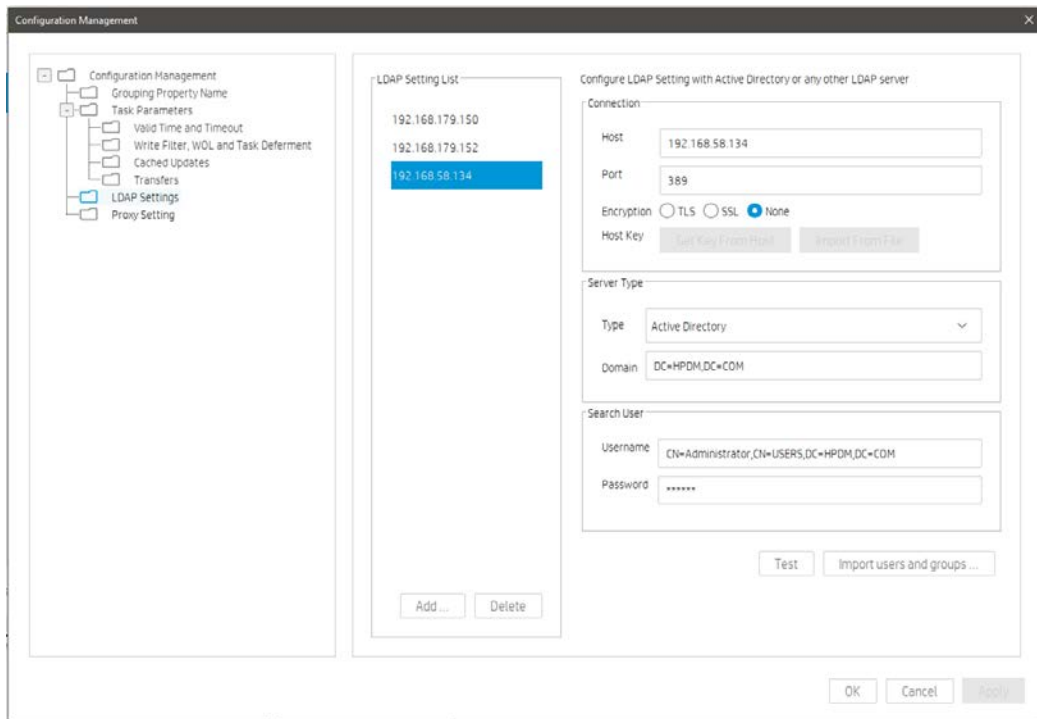 Configuration Management
Configuration Management
Grouping Property Name
Task Parameters
Valid Time and Timeout
Write Filter, WOL and Task Deferment
Cached Updates
Transfers
LDAP Settings
Proxy Setting
LDAP Setting List
192.168.179.150
192.168.179.152
192.168.58.134
Add ...
Delete
Configure LDAP Setting with Active Directory or any other LDAP server
Connection
Host 192.168.58.134
Port 389
Encryption TLS SSL None
Host Key Get Key From Host Import From File
Server Type
Type Active Directory
Domain DC=HPDM,DC=COM
Search User
Username CN=Administrator,CN=USERS,DC=HPDM,DC=COM
Password ******
Test Import users and groups ...
OK Cancel Apply